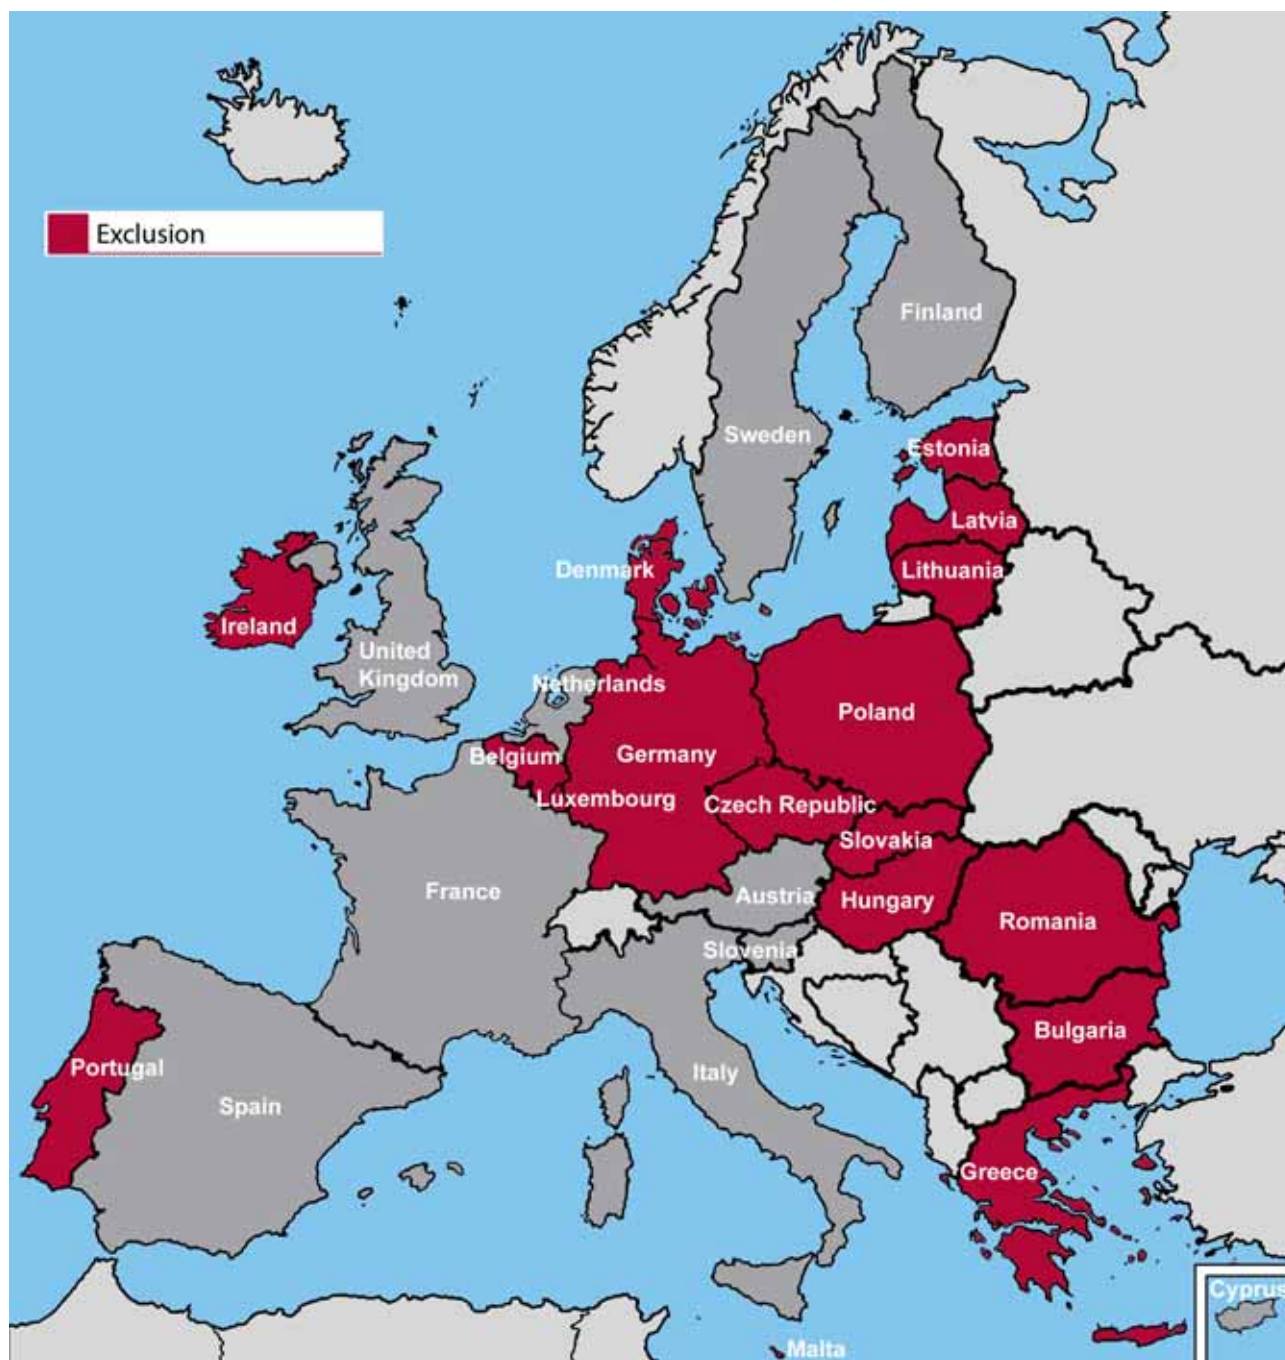 Exclusion
Finland
Sweden
Estonia
Latvia
Denmark
Lithuania
Ireland
United
Kingdom
Netherlands
Poland
Belgium
Germany
Luxembourg
Czech Republic
Slovakia
France
Austria
Hungary
Romania
Slovenia
Bulgaria
Portugal
Italy
Spain
Greece
Cyprus
Malta